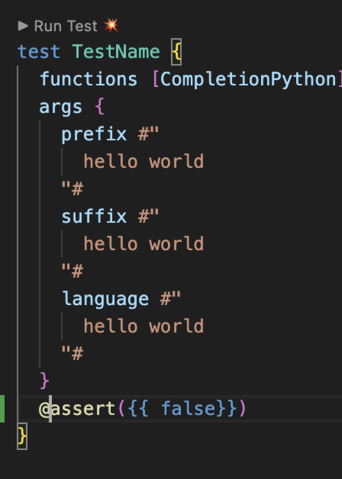 ▶ Run Test 💥
test TestName {
functions [CompletionPython]
args {
prefix #"
hello world
"#
suffix #"
hello world
"#
language #"
hello world
"#
}
@assert({{ false}})
}